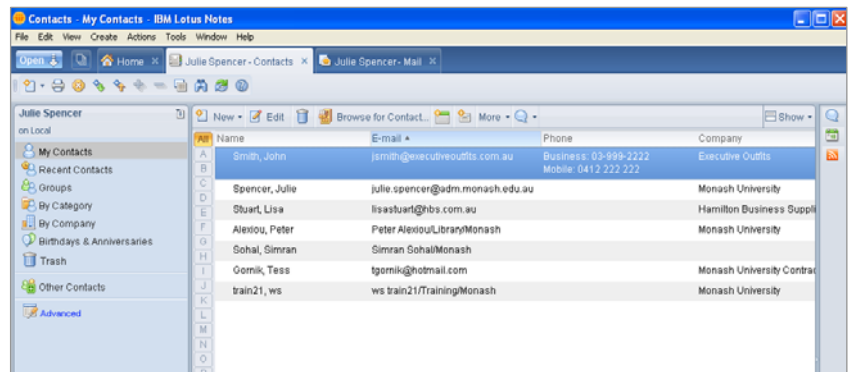 Contacts - My Contacts - IBM Lotus Notes
File Edit View Create Actions Tools Window Help
Open Home Julie Spencer - Contacts Julie Spencer - Mail
Julie Spencer
on Local
My Contacts
Recent Contacts
Groups
By Category
By Company
Birthdays & Anniversaries
Trash
Other Contacts
Advanced
New Edit Browse for Contact... More Show
All
A
B
C
D
E
F
G
H
I
J
K
L
M
N
O
Name E-mail Phone Company
Smith, John jsmith@executiveoutfits.com.au Business: 03-999-2222 Executive Outfits
Mobile: 0412 222 222
Spencer, Julie julie.spencer@adm.monash.edu.au Monash University
Stuart, Lisa lisastuart@hbs.com.au Hamilton Business Suppli
Alexiou, Peter Peter Alexiou/Library/Monash Monash University
Sohal, Simran Simran Sohal/Monash
Gornik, Tess tgornik@hotmail.com Monash University Contrac
train21, ws ws train21/Training/Monash Monash University